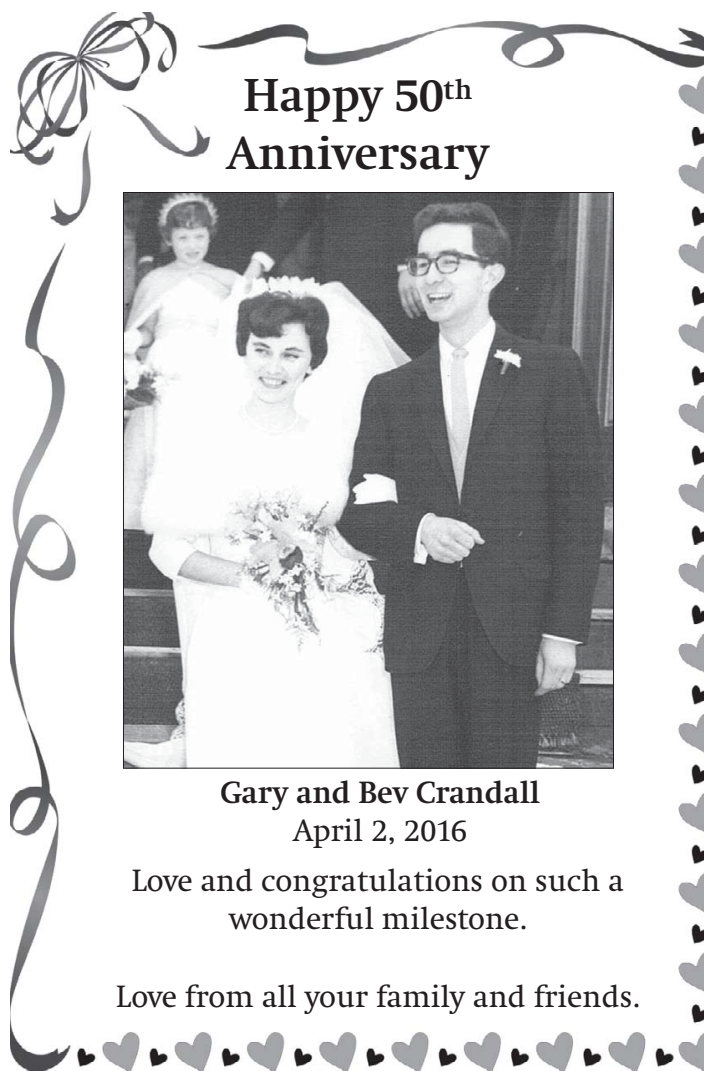 Happy 50th
Anniversary
Gary and Bev Crandall
April 2, 2016
Love and congratulations on such a
wonderful milestone.
Love from all your family and friends.